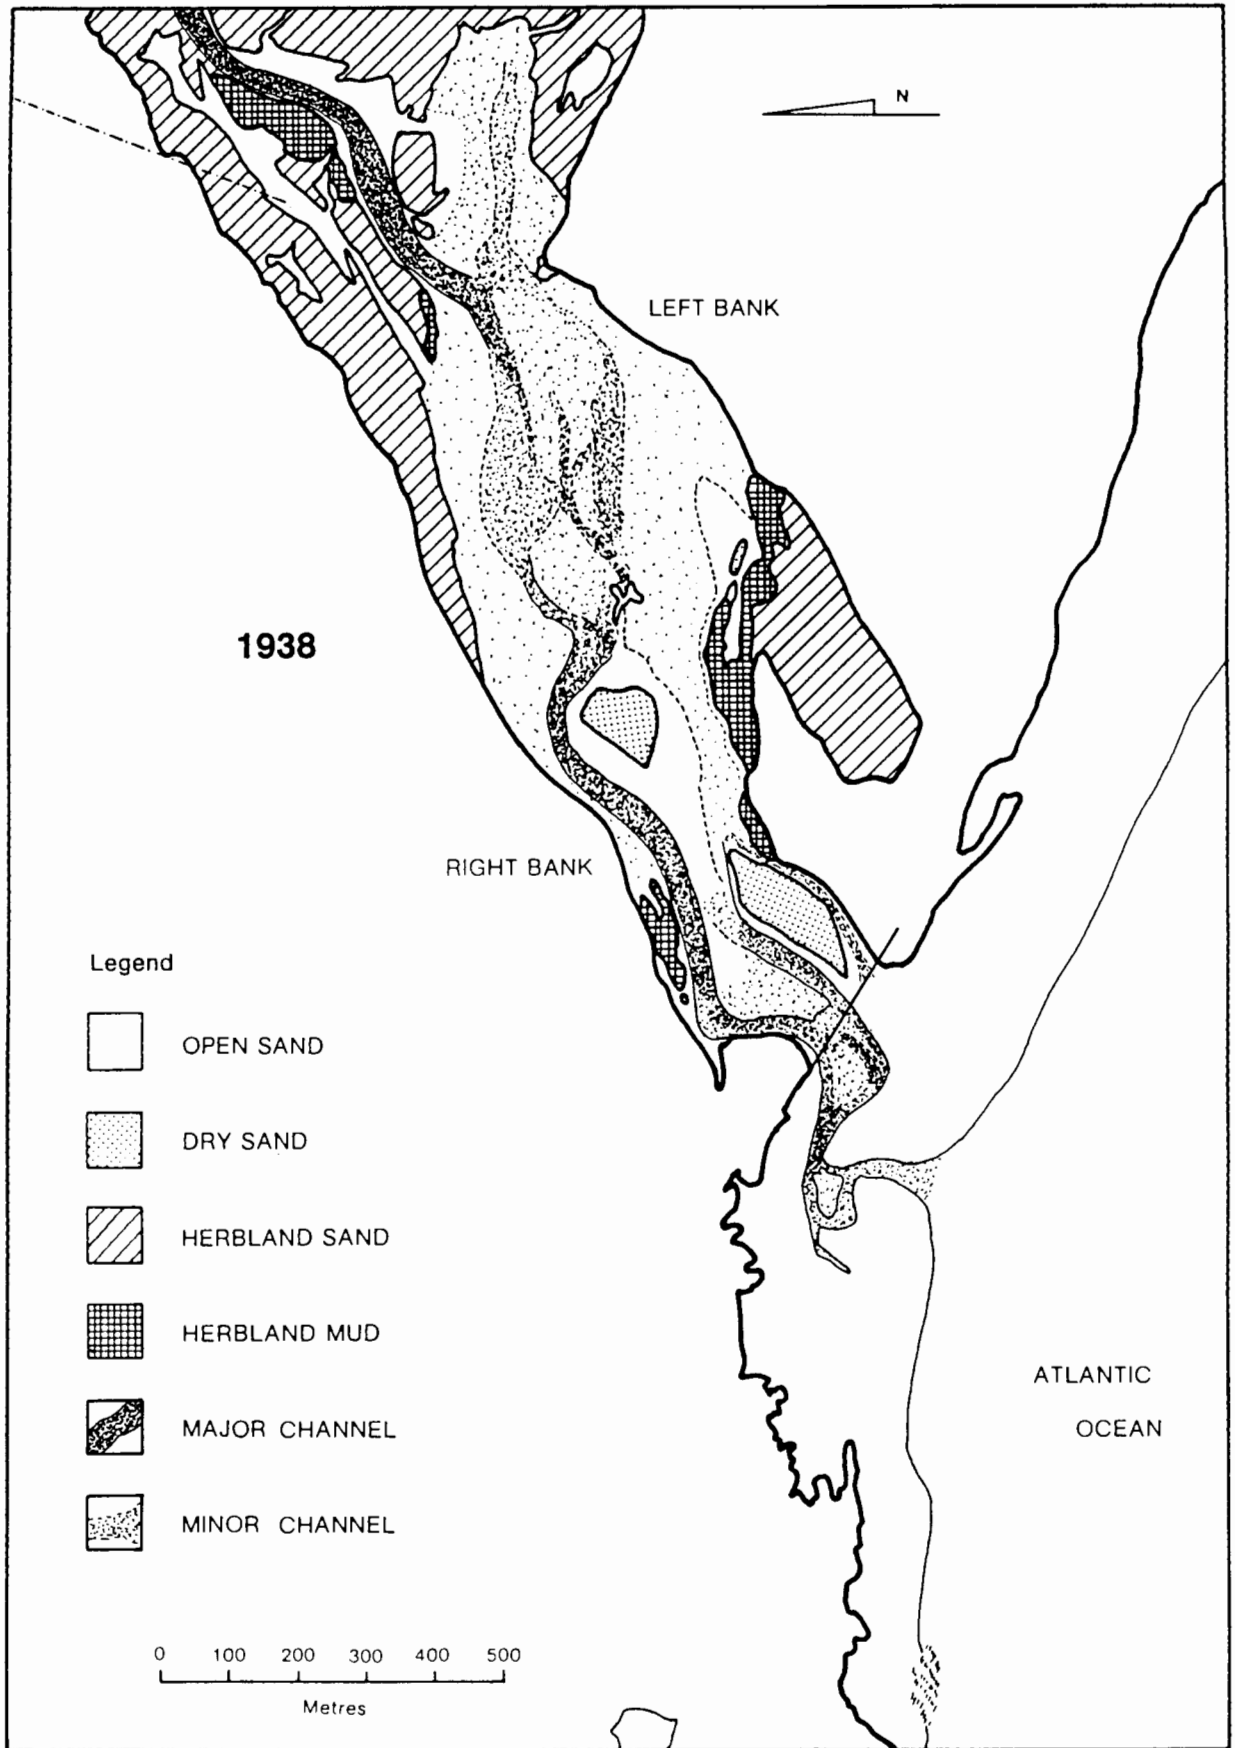 N
LEFT BANK
1938
RIGHT BANK
Legend
OPEN SAND
DRY SAND
HERBLAND SAND
HERBLAND MUD
ATLANTIC
OCEAN
MAJOR CHANNEL
MINOR CHANNEL
0 100 200 300 400 500
Metres